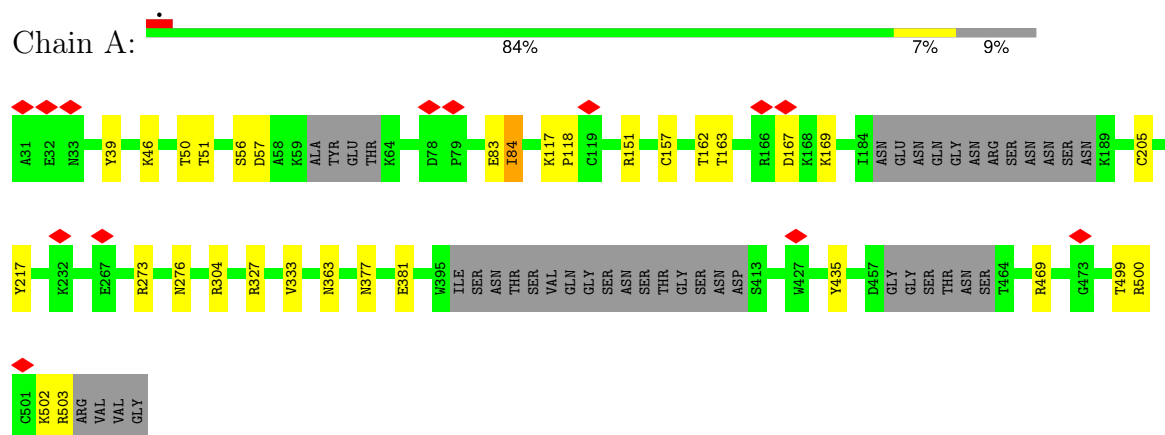 Chain A:
84% 7% 9%
A31 E32 N33 Y39 K46 T50 T51 S56 D57 A58 K59 ALA TYR GLU THR K64 D78 P79 E83 I84 K117 P118 C119 R151 C157 T162 T163 R166 D167 K168 K169 I184 ASN GLU ASN GLN GLY ASN ARG SER ASN ASN SER ASN K189 C205
Y217 K232 E267 R273 N276 R304 R327 V333 N363 N377 E381 W395 ILE SER ASN THR SER VAL GLN GLY SER ASN SER THR GLY SER ASN ASP S413 W427 Y435 D457 GLY GLY SER THR ASN SER T464 R469 G473 T499 R500
C501 K502 R503 ARG VAL VAL GLY